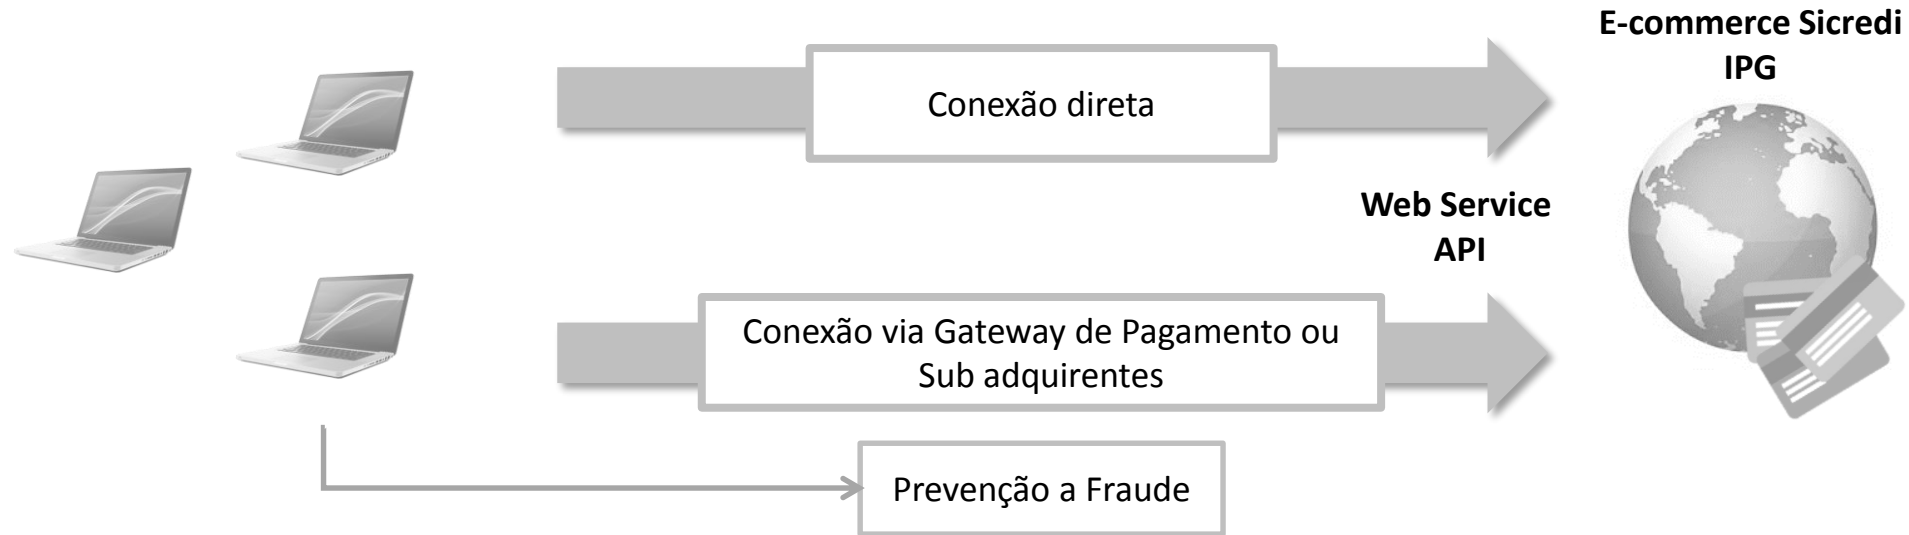 E-commerce Sicredi
IPG
Conexão direta
Web Service
API
Conexão via Gateway de Pagamento ou
Sub adquirentes
Prevenção a Fraude